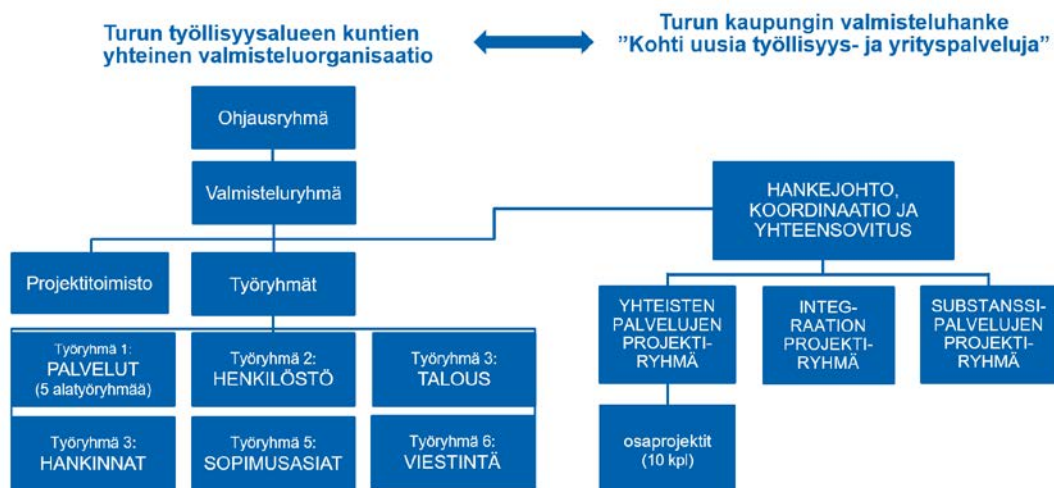 Turun työllisyysalueen kuntien
yhteinen valmisteluorganisaatio
Turun kaupungin valmisteluhanke
”Kohti uusia työllisyys- ja yrityspalveluja”
Ohjausryhmä
Valmisteluryhmä
Projektitoimisto
Työryhmät
Työryhmä 1:
PALVELUT
(5 alatyöryhmää)
Työryhmä 2:
HENKILÖSTÖ
Työryhmä 3:
TALOUS
Työryhmä 3:
HANKINNAT
Työryhmä 5:
SOPIMUSASIAT
Työryhmä 6:
VIESTINTÄ
HANKEJOHTO,
KOORDINAATIO JA
YHTEENSOVITUS
YHTEISTEN
PALVELUJEN
PROJEKTI-
RYHMÄ
INTEG-
RAATION
PROJEKTI-
RYHMÄ
SUBSTANSSI-
PALVELUJEN
PROJEKTI-
RYHMÄ
osaprojektit
(10 kpl)